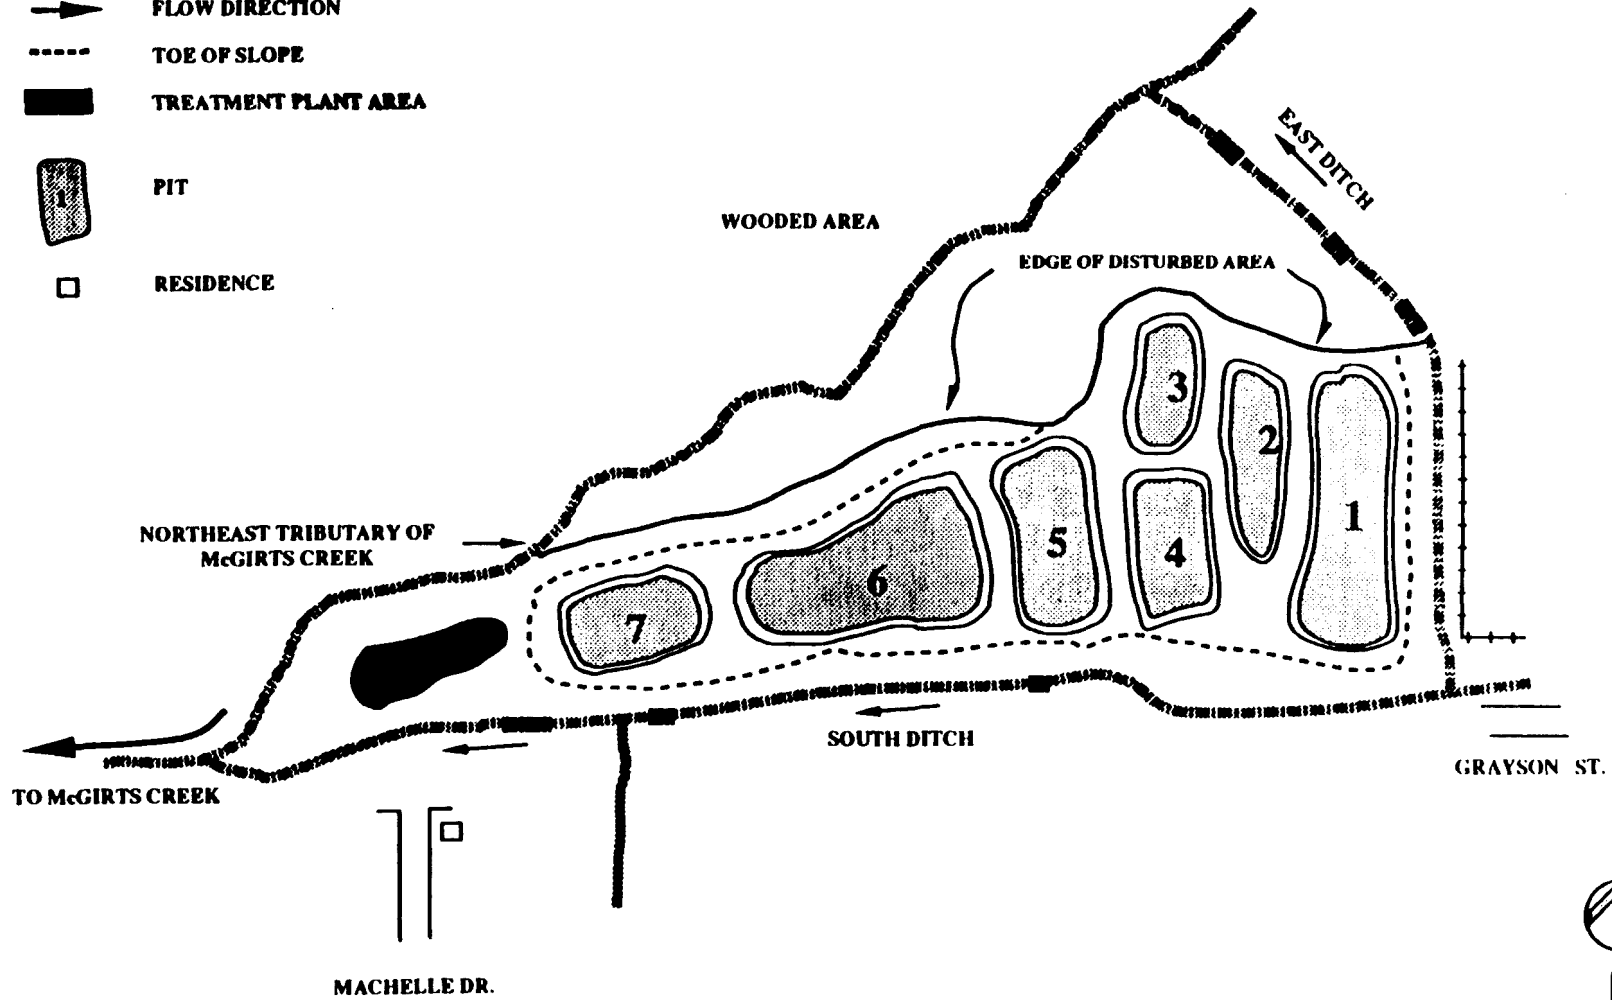 FLOW DIRECTION
TOE OF SLOPE
TREATMENT PLANT AREA
1
PIT
RESIDENCE
WOODED AREA
EAST DITCH
EDGE OF DISTURBED AREA
3
2
1
NORTHEAST TRIBUTARY OF
McGIRTS CREEK
5
4
6
7
SOUTH DITCH
GRAYSON ST.
TO McGIRTS CREEK
MACHELLE DR.